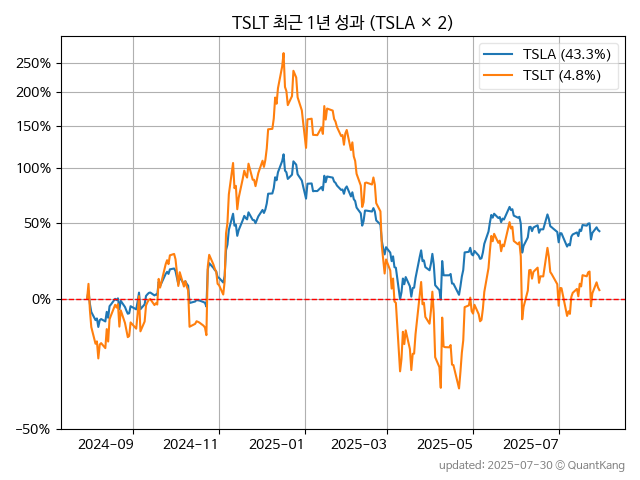 TSLT 최근 1년 성과 (TSLA × 2)
TSLA (43.3%)
TSLT (4.8%)
250%
200%
150%
100%
50%
0%
−50%
2024-09 2024-11 2025-01 2025-03 2025-05 2025-07
updated: 2025-07-30 © QuantKang